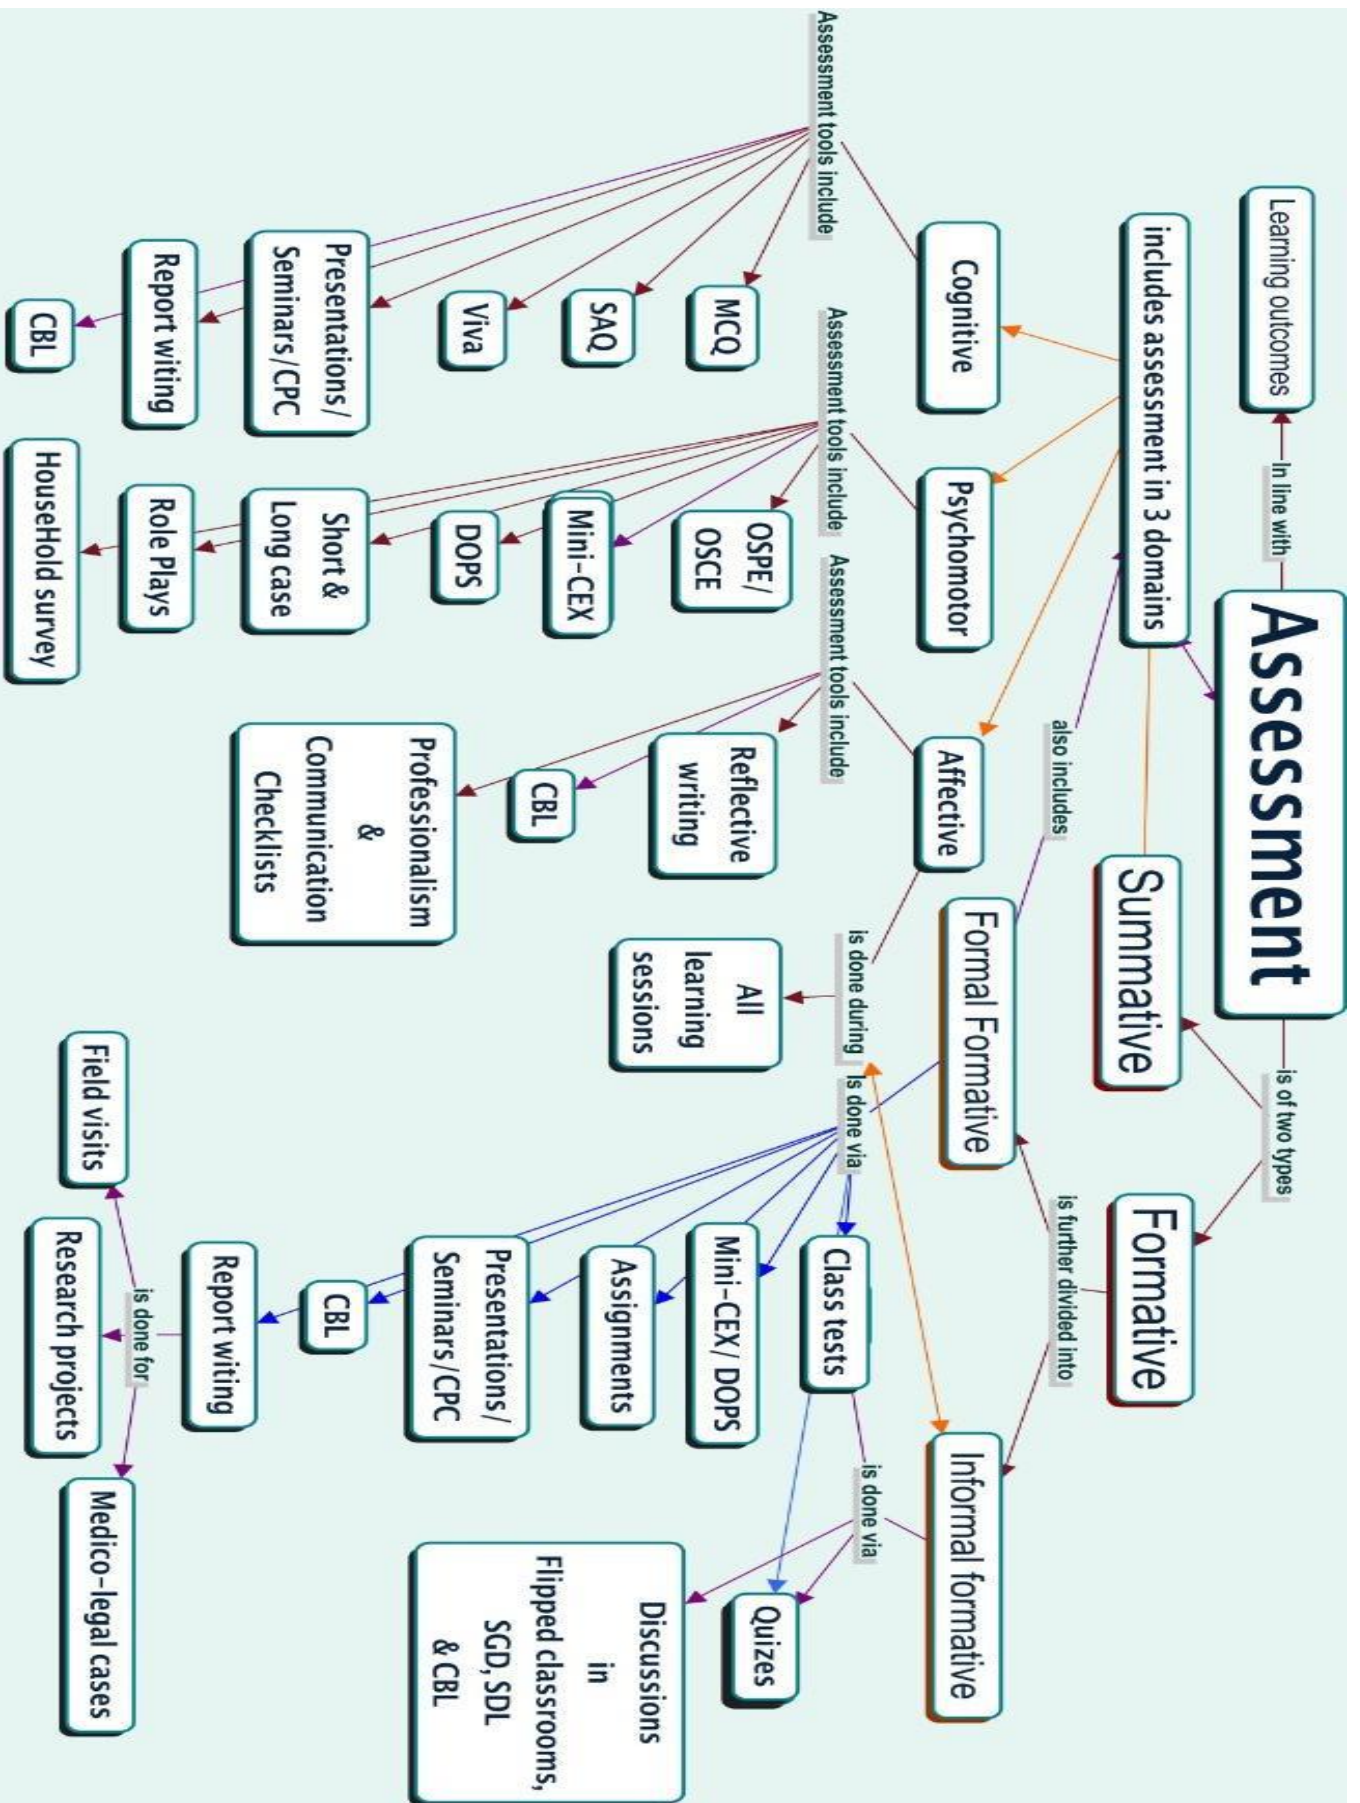 Assessment
In line with
Learning outcomes
is of two types
includes assessment in 3 domains
Summative
Formative
also includes
is further divided into
Cognitive
Psychomotor
Affective
Formal Formative
Informal formative
Assessment tools include
Assessment tools include
Assessment tools include
is done during
Is done via
is done via
MCQ
SAQ
Viva
Presentations/
Seminars/CPC
Report witing
CBL
OSPE/
OSCE
Mini-CEX
DOPS
Short &
Long case
Role Plays
HouseHold survey
Reflective
writing
CBL
Professionalism
&
Communication
Checklists
All
learning
sessions
Class tests
Mini-CEX/ DOPS
Assignments
Presentations/
Seminars/CPC
CBL
Report witing
is done for
Field visits
Research projects
Medico-legal cases
Quizes
Discussions
in
Flipped classrooms,
SGD, SDL
& CBL